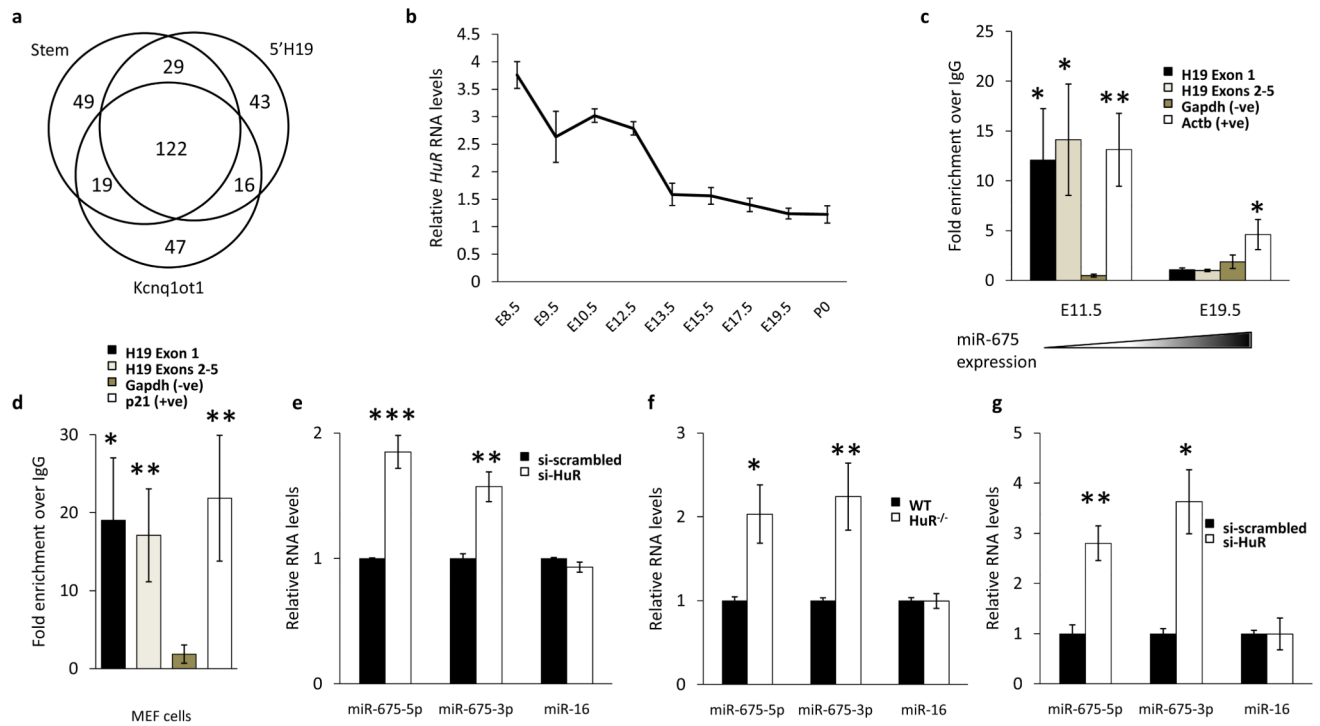 a
Stem
5'H19
29
49
43
122
19
16
47
Kcnq1ot1
b
Relative HuR RNA levels
4.5
4
3.5
3
2.5
2
1.5
1
0.5
0
E8.5
E9.5
E10.5
E12.5
E13.5
E15.5
E17.5
E19.5
P0
c
Fold enrichment over IgG
25
20
15
10
5
0
*
*
**
*
H19 Exon 1
H19 Exons 2-5
Gapdh (-ve)
Actb (+ve)
E11.5
E19.5
miR-675
expression
d
H19 Exon 1
H19 Exons 2-5
Gapdh (-ve)
p21 (+ve)
Fold enrichment over IgG
30
20
10
0
*
**
**
MEF cells
e
Relative RNA levels
2
1
0
***
**
si-scrambled
si-HuR
miR-675-5p
miR-675-3p
miR-16
f
Relative RNA levels
3
2
1
0
*
**
WT
HuR-/-
miR-675-5p
miR-675-3p
miR-16
g
Relative RNA levels
5
4
3
2
1
0
**
*
si-scrambled
si-HuR
miR-675-5p
miR-675-3p
miR-16